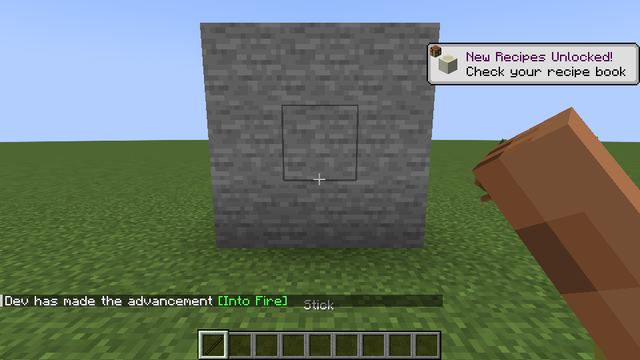 New Recipes Unlocked!
Check your recipe book
Dev has made the advancement [Into Fire]
Stick